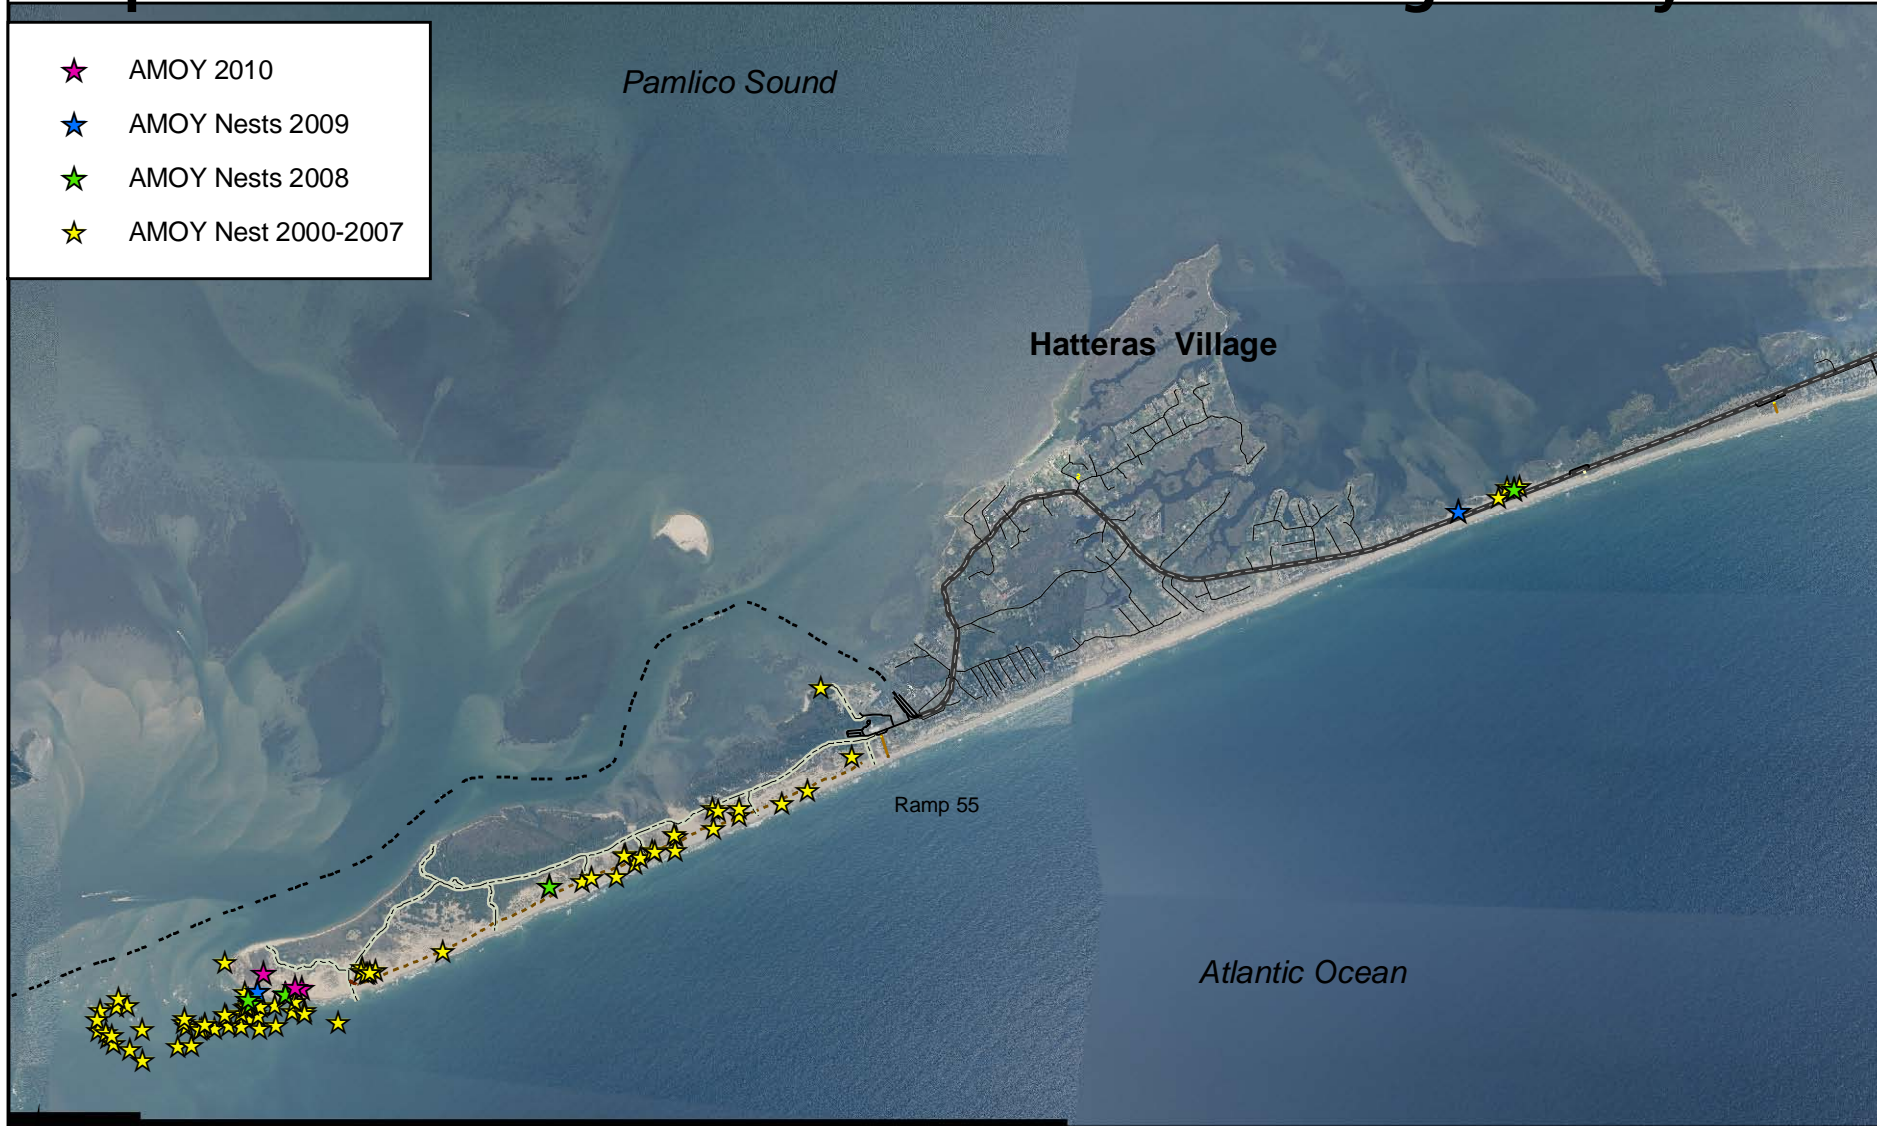 AMOY 2010
AMOY Nests 2009
AMOY Nests 2008
AMOY Nest 2000-2007
Pamlico Sound
Hatteras Village
Ramp 55
Atlantic Ocean